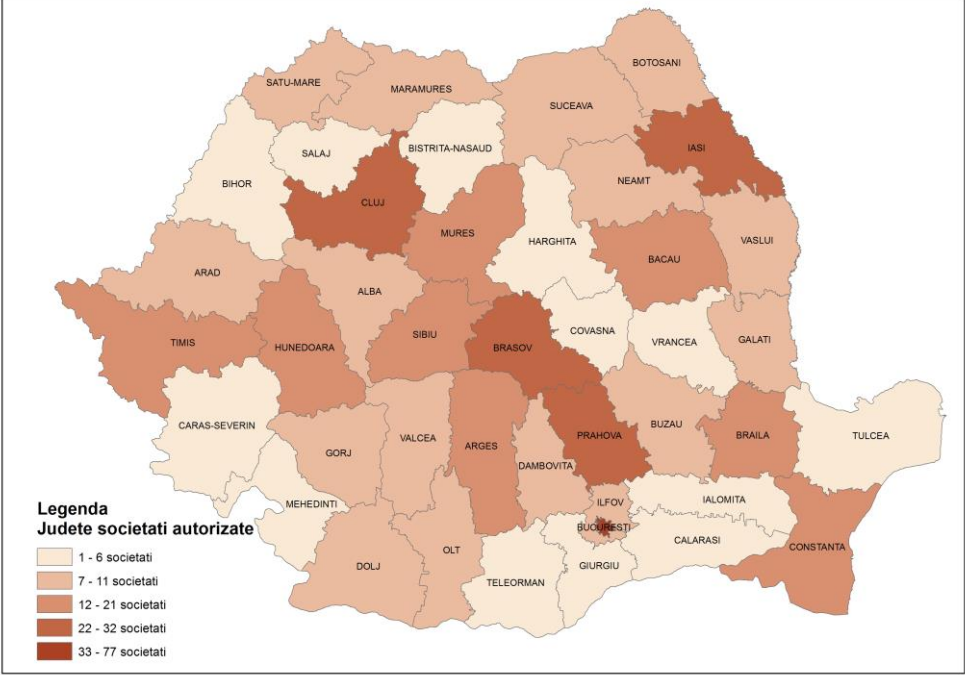 BOTOSANI
SATU-MARE
MARAMURES
SUCEAVA
IASI
SALAJ
BISTRITA-NASAUD
BIHOR
NEAMT
CLUJ
MURES
HARGHITA
VASLUI
BACAU
ARAD
ALBA
COVASNA
SIBIU
VRANCEA
GALATI
TIMIS
HUNEDOARA
BRASOV
CARAS-SEVERIN
VALCEA
ARGES
PRAHOVA
BUZAU
BRAILA
TULCEA
GORJ
DAMBOVITA
MEHEDINTI
ILFOV
IALOMITA
BUCURESTI
CALARASI
CONSTANTA
OLT
DOLJ
GIURGIU
TELEORMAN
Legenda
Judete societati autorizate
1 - 6 societati
7 - 11 societati
12 - 21 societati
22 - 32 societati
33 - 77 societati